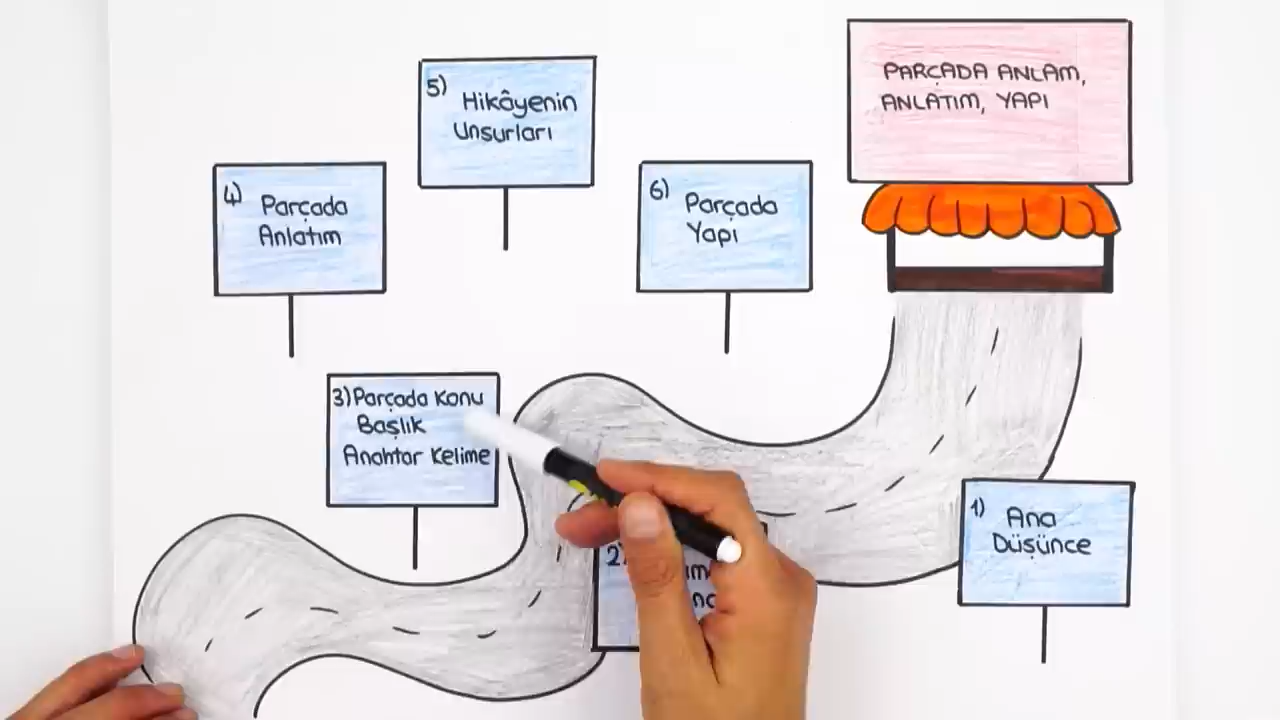 PARÇADA ANLAM,
ANLATIM, YAPI
5) Hikâyenin
Unsurları
4) Parçada
Anlatım
6) Parçada
Yapı
3) Parçada Konu
Başlık
Anahtar Kelime
1) Ana
Düşünce
2)